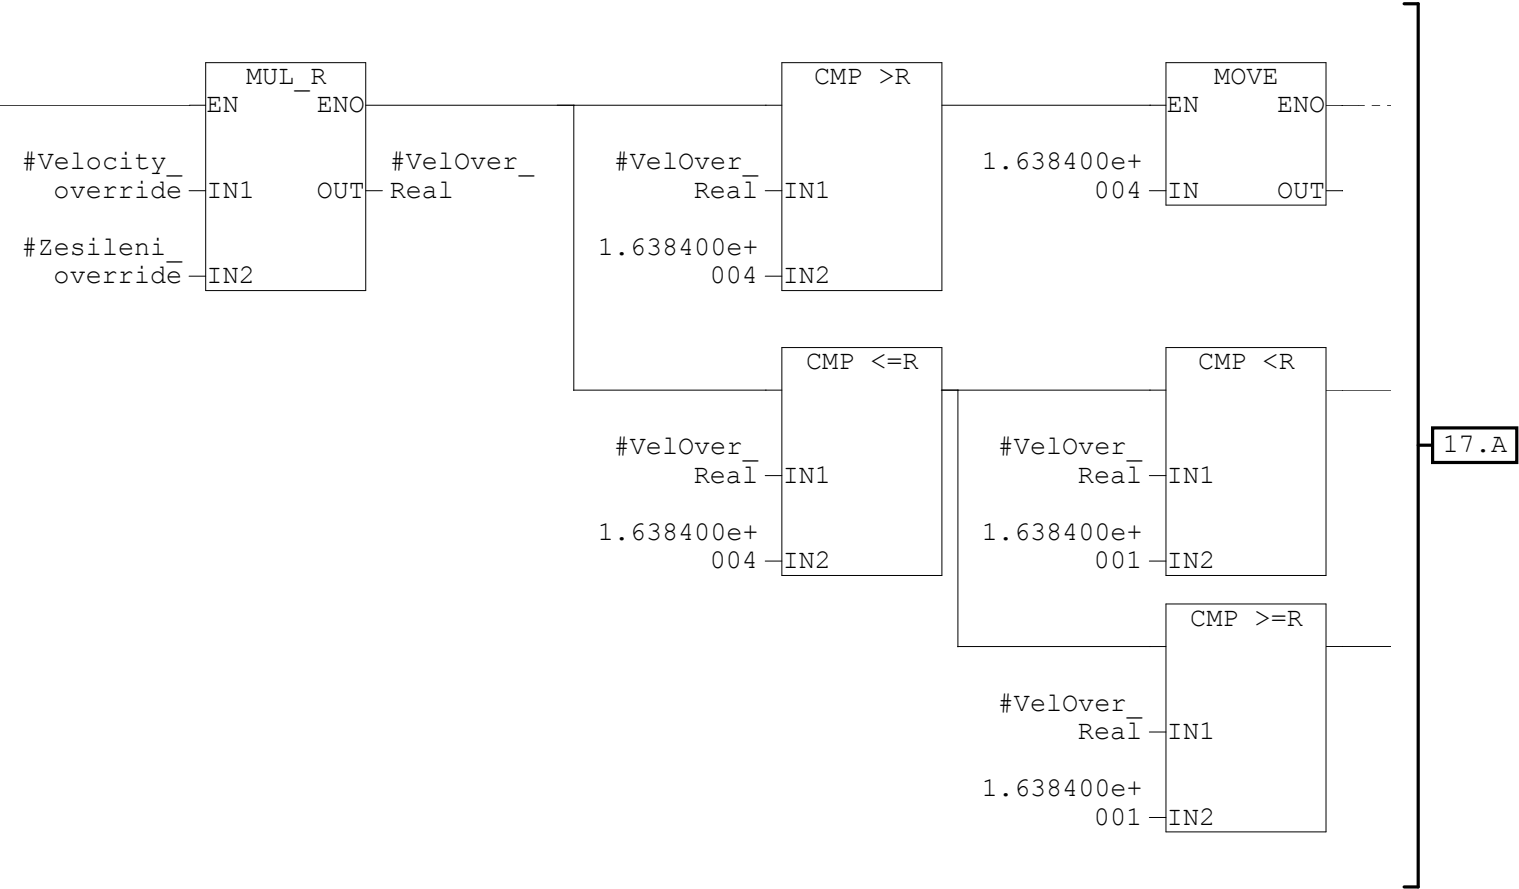 MUL_R
EN ENO
#Velocity_
override
IN1
OUT
#VelOver_
Real
#Zesileni_
override
IN2
CMP >R
#VelOver_
Real
IN1
1.638400e+
004
IN2
MOVE
EN ENO
1.638400e+
004
IN
OUT
CMP <=R
#VelOver_
Real
IN1
1.638400e+
004
IN2
CMP <R
#VelOver_
Real
IN1
1.638400e+
001
IN2
17.A
CMP >=R
#VelOver_
Real
IN1
1.638400e+
001
IN2